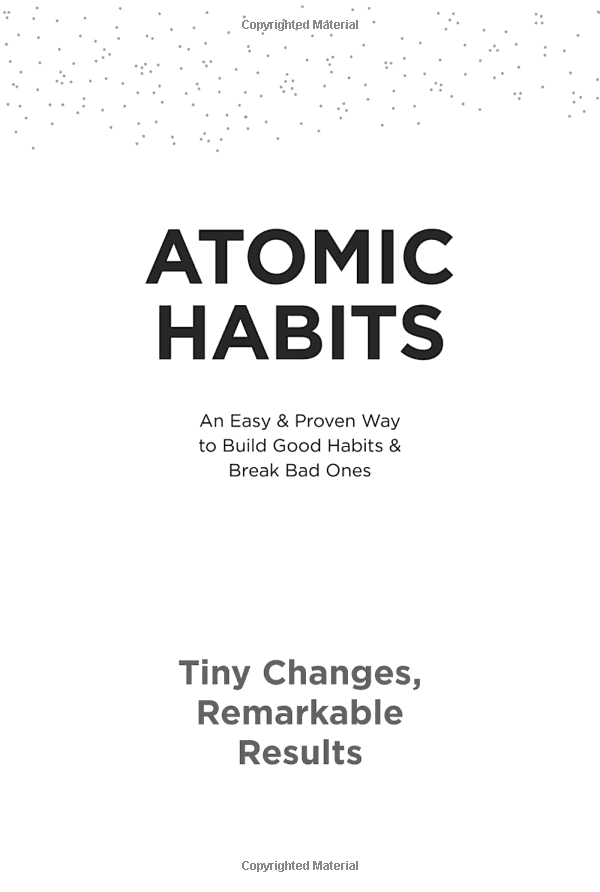 Copyrighted Material
ATOMIC
HABITS
An Easy & Proven Way
to Build Good Habits &
Break Bad Ones
Tiny Changes,
Remarkable
Results
Copyrighted Material